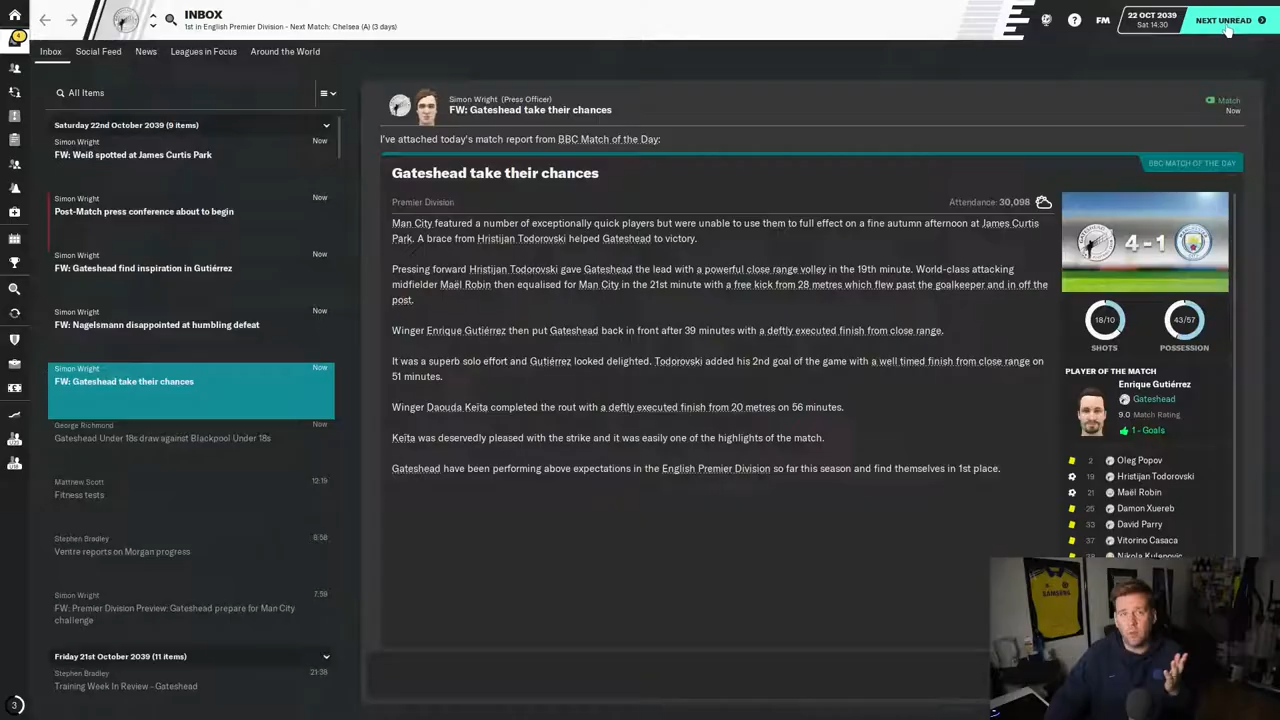 INBOX
1st in English Premier Division - Next Match: Chelsea (A) (3 days)
FM
22 OCT 2039
Sat 14:30
NEXT UNREAD
4
Inbox
Social Feed
News
Leagues in Focus
Around the World
All Items
Saturday 22nd October 2039 (9 items)
Simon Wright
Now
FW: Weiß spotted at James Curtis Park
Simon Wright
Now
Post-Match press conference about to begin
Simon Wright
Now
FW: Gateshead find inspiration in Gutiérrez
Simon Wright
Now
FW: Nagelsmann disappointed at humbling defeat
Simon Wright
Now
FW: Gateshead take their chances
George Richmond
Now
Gateshead Under 18s draw against Blackpool Under 18s
Matthew Scott
12:19
Fitness tests
Stephen Bradley
8:58
Ventre reports on Morgan progress
Simon Wright
7:59
FW: Premier Division Preview: Gateshead prepare for Man City
challenge
Friday 21st October 2039 (11 items)
Stephen Bradley
21:38
Training Week In Review - Gateshead
3
Simon Wright (Press Officer)
FW: Gateshead take their chances
Match
Now
I've attached today's match report from BBC Match of the Day:
BBC MATCH OF THE DAY
Gateshead take their chances
Premier Division
Attendance: 30,098
Man City featured a number of exceptionally quick players but were unable to use them to full effect on a fine autumn afternoon at James Curtis
Park. A brace from Hristijan Todorovski helped Gateshead to victory.
Pressing forward Hristijan Todorovski gave Gateshead the lead with a powerful close range volley in the 19th minute. World-class attacking
midfielder Maël Robin then equalised for Man City in the 21st minute with a free kick from 28 metres which flew past the goalkeeper and in off the
post.
Winger Enrique Gutiérrez then put Gateshead back in front after 39 minutes with a deftly executed finish from close range.
It was a superb solo effort and Gutiérrez looked delighted. Todorovski added his 2nd goal of the game with a well timed finish from close range on
51 minutes.
Winger Daouda Keïta completed the rout with a deftly executed finish from 20 metres on 56 minutes.
Keïta was deservedly pleased with the strike and it was easily one of the highlights of the match.
Gateshead have been performing above expectations in the English Premier Division so far this season and find themselves in 1st place.
4 - 1
18/10
SHOTS
43/57
POSSESSION
PLAYER OF THE MATCH
Enrique Gutiérrez
Gateshead
9.0 Match Rating
1 - Goals
2 Oleg Popov
19 Hristijan Todorovski
21 Maël Robin
25 Damon Xuereb
33 David Parry
37 Vitorino Casaca
SAMSUNG